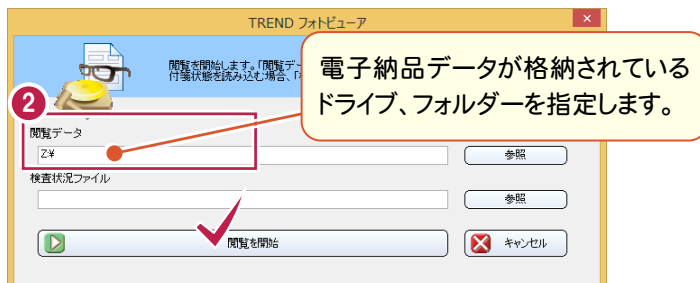 TREND フォトビューア
閲覧を開始します。「閲覧デー
付箋状態を読み込む場合、「
電子納品データが格納されている
ドライブ、フォルダーを指定します。
2
閲覧データ
Z¥
参照
検査状況ファイル
参照
閲覧を開始
キャンセル